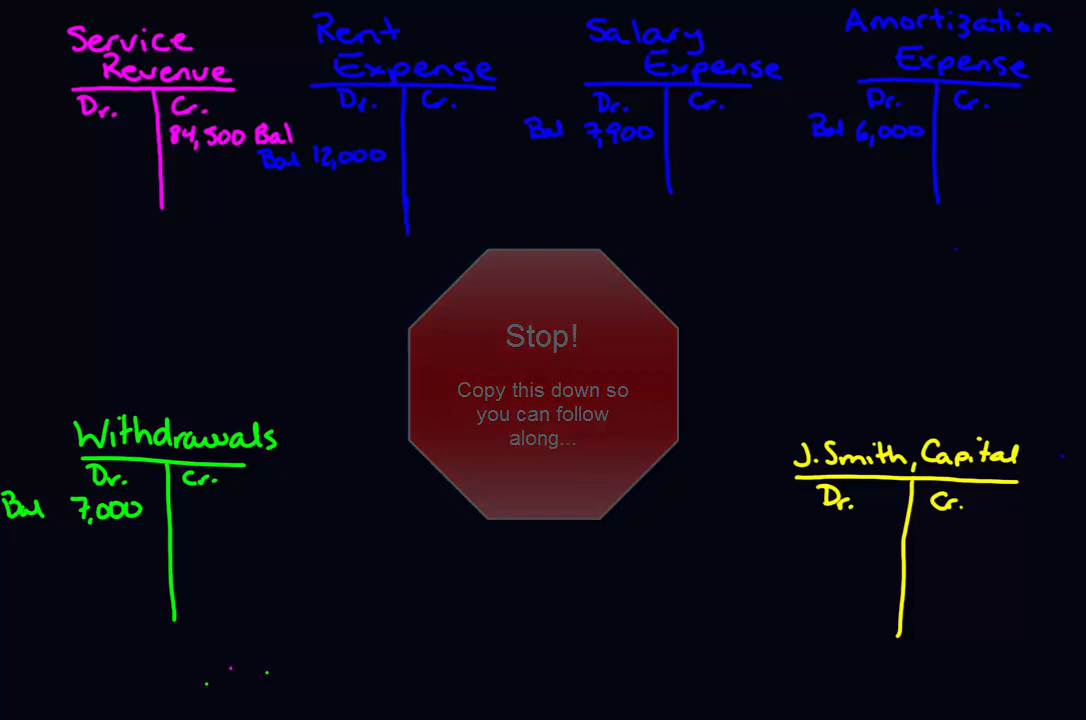 Service
Revenue
Dr. Cr.
84,500 Bal
Rent
Expense
Dr. Cr.
Bal 12,000
Salary
Expense
Dr. Cr.
Bal 7,900
Amortization
Expense
Dr. Cr.
Bal 6,000
Stop!
Copy this down so
you can follow
along...
Withdrawals
Dr. Cr.
Bal 7,000
J. Smith, Capital
Dr. Cr.